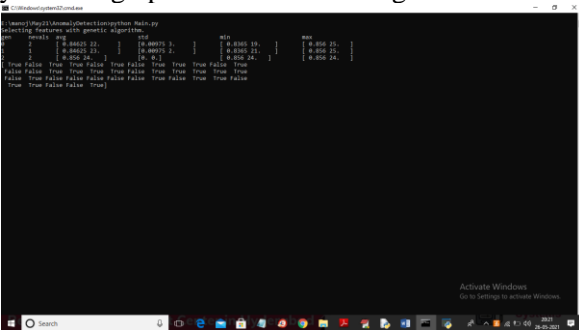 C:\Windows\system32\cmd.exe
E:\manoj\May21\AnomalyDetection>python Main.py
Selecting features with genetic algorithm.
gen nevals avg std min max
0 2 [ 0.84625 22. ] [0.00975 3. ] [ 0.8365 19. ] [ 0.856 25. ]
1 1 [ 0.84625 23. ] [0.00975 2. ] [ 0.8365 21. ] [ 0.856 25. ]
2 2 [ 0.856 24. ] [0. 0.] [ 0.856 24. ] [ 0.856 24. ]
[ True False True True False True False True True True True False True
False False True True True False True True True True True
False True False False False True False True True True False
True True False False True]
Activate Windows
Go to Settings to activate Windows.
Search
2021
26-05-2021